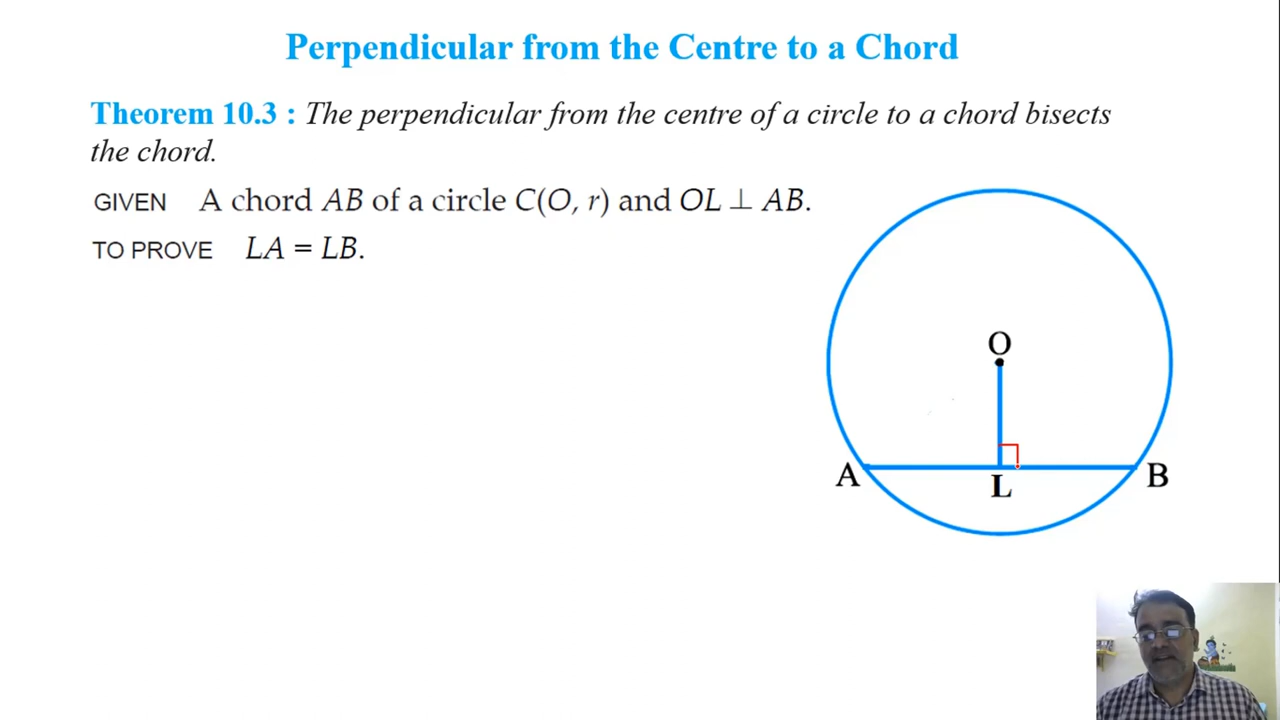 Perpendicular from the Centre to a Chord
Theorem 10.3 : The perpendicular from the centre of a circle to a chord bisects
the chord.
GIVEN A chord AB of a circle C(O, r) and OL ⊥ AB.
TO PROVE LA = LB.
O
A
L
B